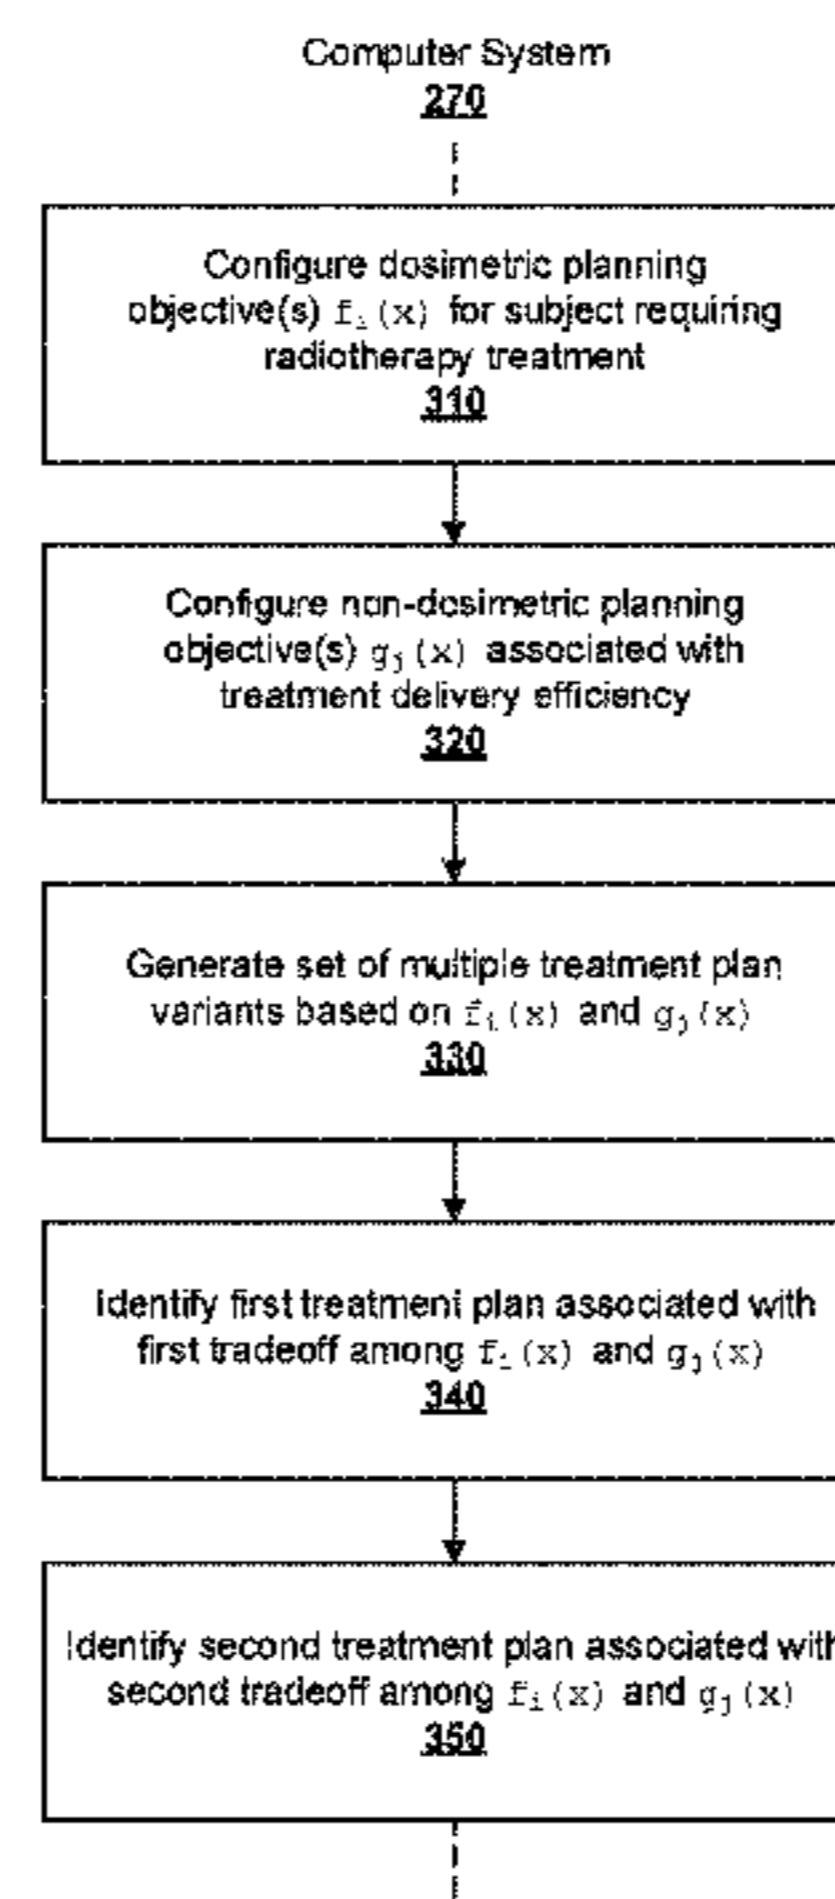 Computer System
270
Configure dosimetric planning
objective(s) fᵢ(x) for subject requiring
radiotherapy treatment
310
Configure non-dosimetric planning
objective(s) gⱼ(x) associated with
treatment delivery efficiency
320
Generate set of multiple treatment plan
variants based on fᵢ(x) and gⱼ(x)
330
Identify first treatment plan associated with
first tradeoff among fᵢ(x) and gⱼ(x)
340
Identify second treatment plan associated with
second tradeoff among fᵢ(x) and gⱼ(x)
350